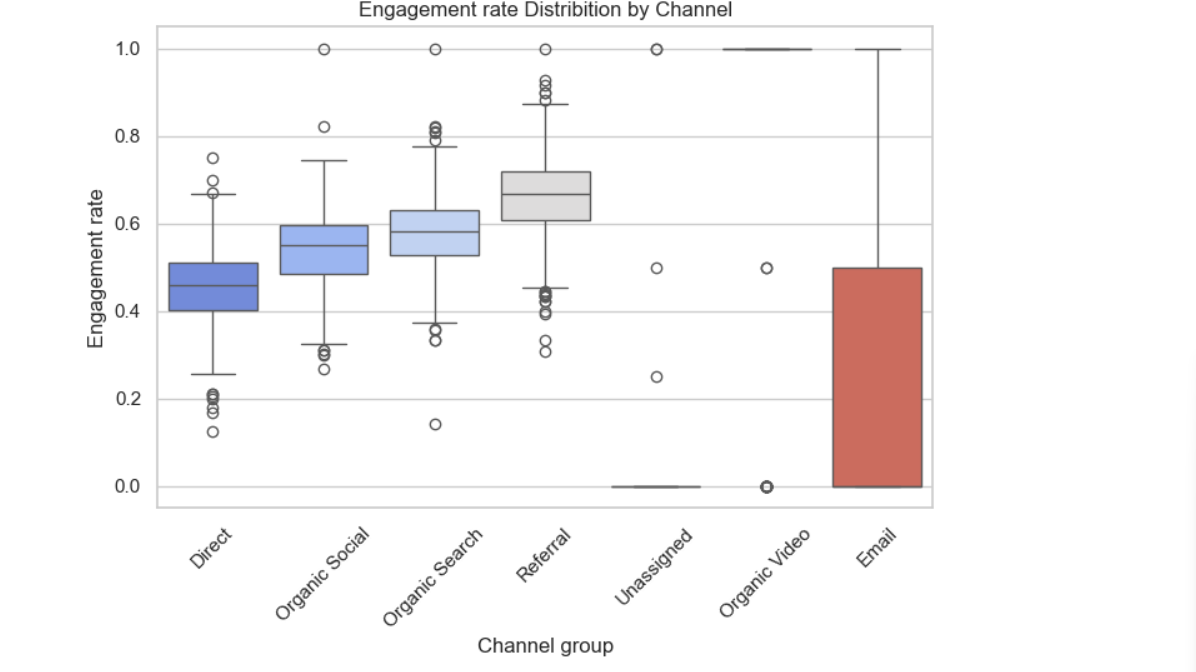 Engagement rate Distribition by Channel
Engagement rate
1.0
0.8
0.6
0.4
0.2
0.0
Direct
Organic Social
Organic Search
Referral
Unassigned
Organic Video
Email
Channel group